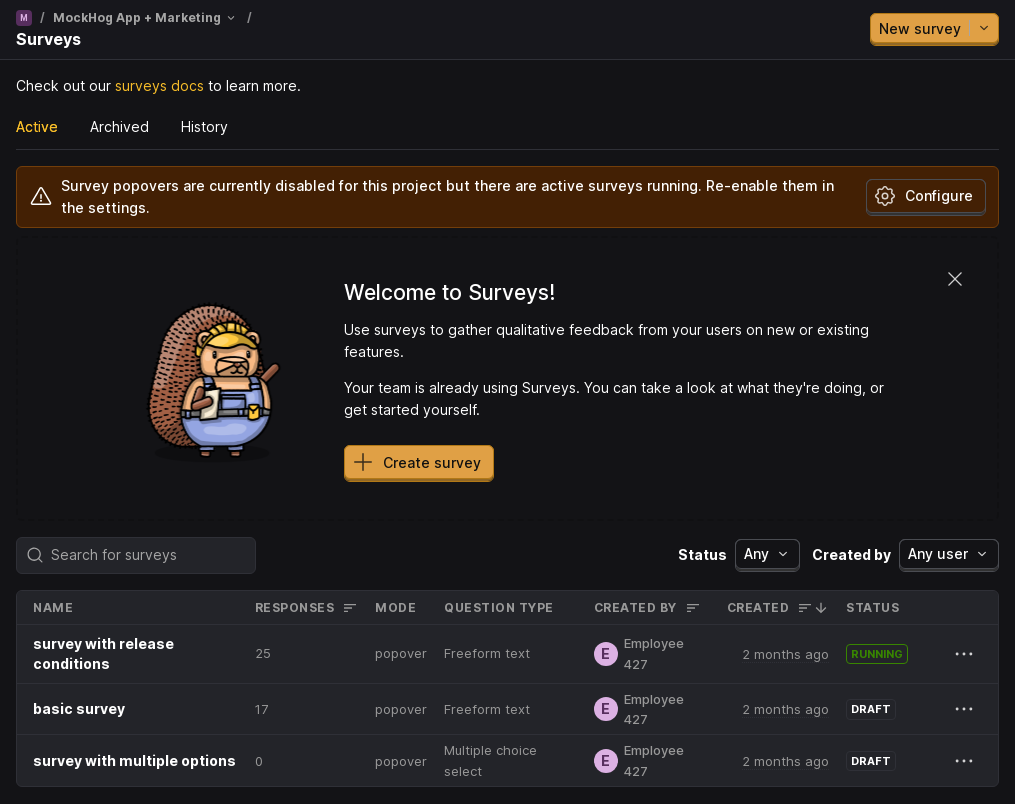 M / MockHog App + Marketing /
Surveys
New survey
Check out our surveys docs to learn more.
Active Archived History
Survey popovers are currently disabled for this project but there are active surveys running. Re-enable them in
the settings.
Configure
Welcome to Surveys!
Use surveys to gather qualitative feedback from your users on new or existing
features.
Your team is already using Surveys. You can take a look at what they're doing, or
get started yourself.
Create survey
Search for surveys
Status Any Created by Any user
NAME RESPONSES MODE QUESTION TYPE CREATED BY CREATED STATUS
survey with release
conditions
25 popover Freeform text E Employee
427
2 months ago RUNNING
basic survey 17 popover Freeform text E Employee
427
2 months ago DRAFT
survey with multiple options 0 popover Multiple choice
select
E Employee
427
2 months ago DRAFT